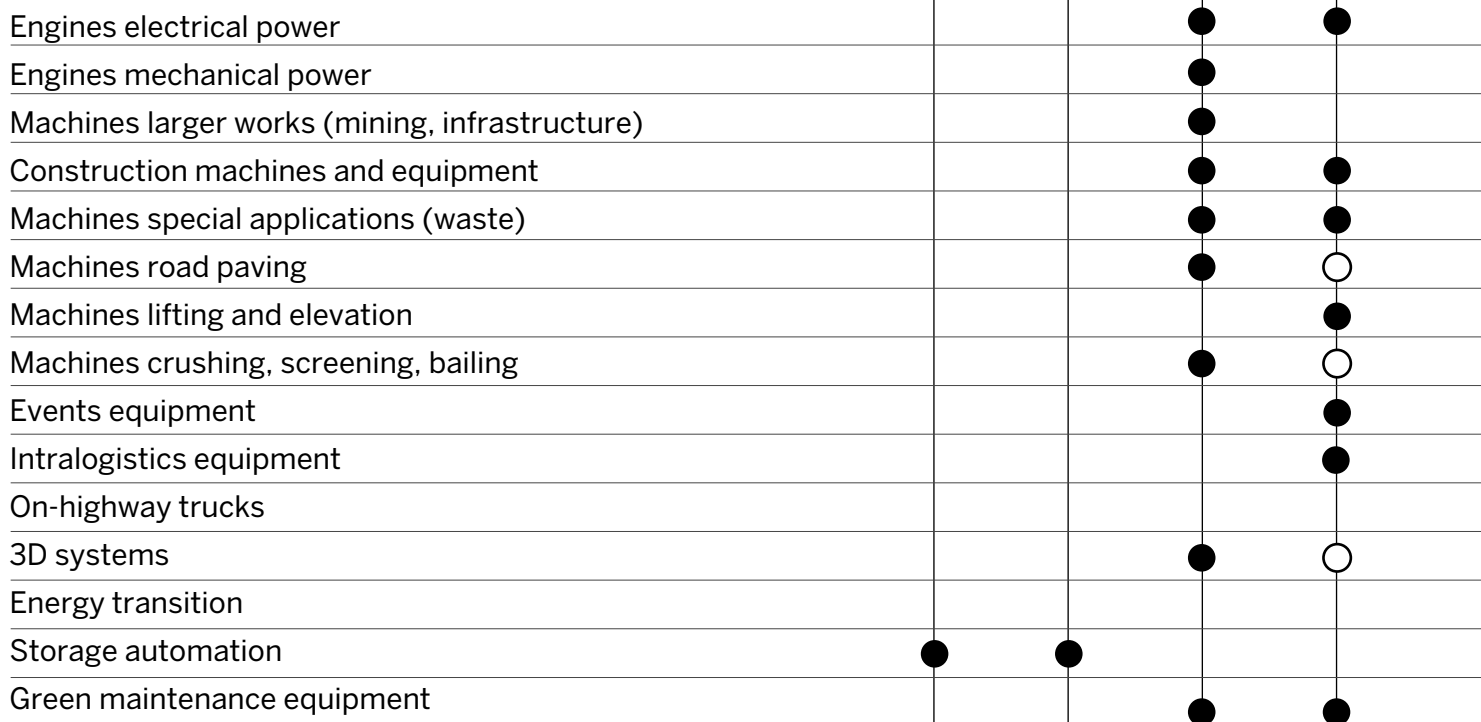 Engines electrical power
Engines mechanical power
Machines larger works (mining, infrastructure)
Construction machines and equipment
Machines special applications (waste)
Machines road paving
Machines lifting and elevation
Machines crushing, screening, bailing
Events equipment
Intralogistics equipment
On-highway trucks
3D systems
Energy transition
Storage automation
Green maintenance equipment